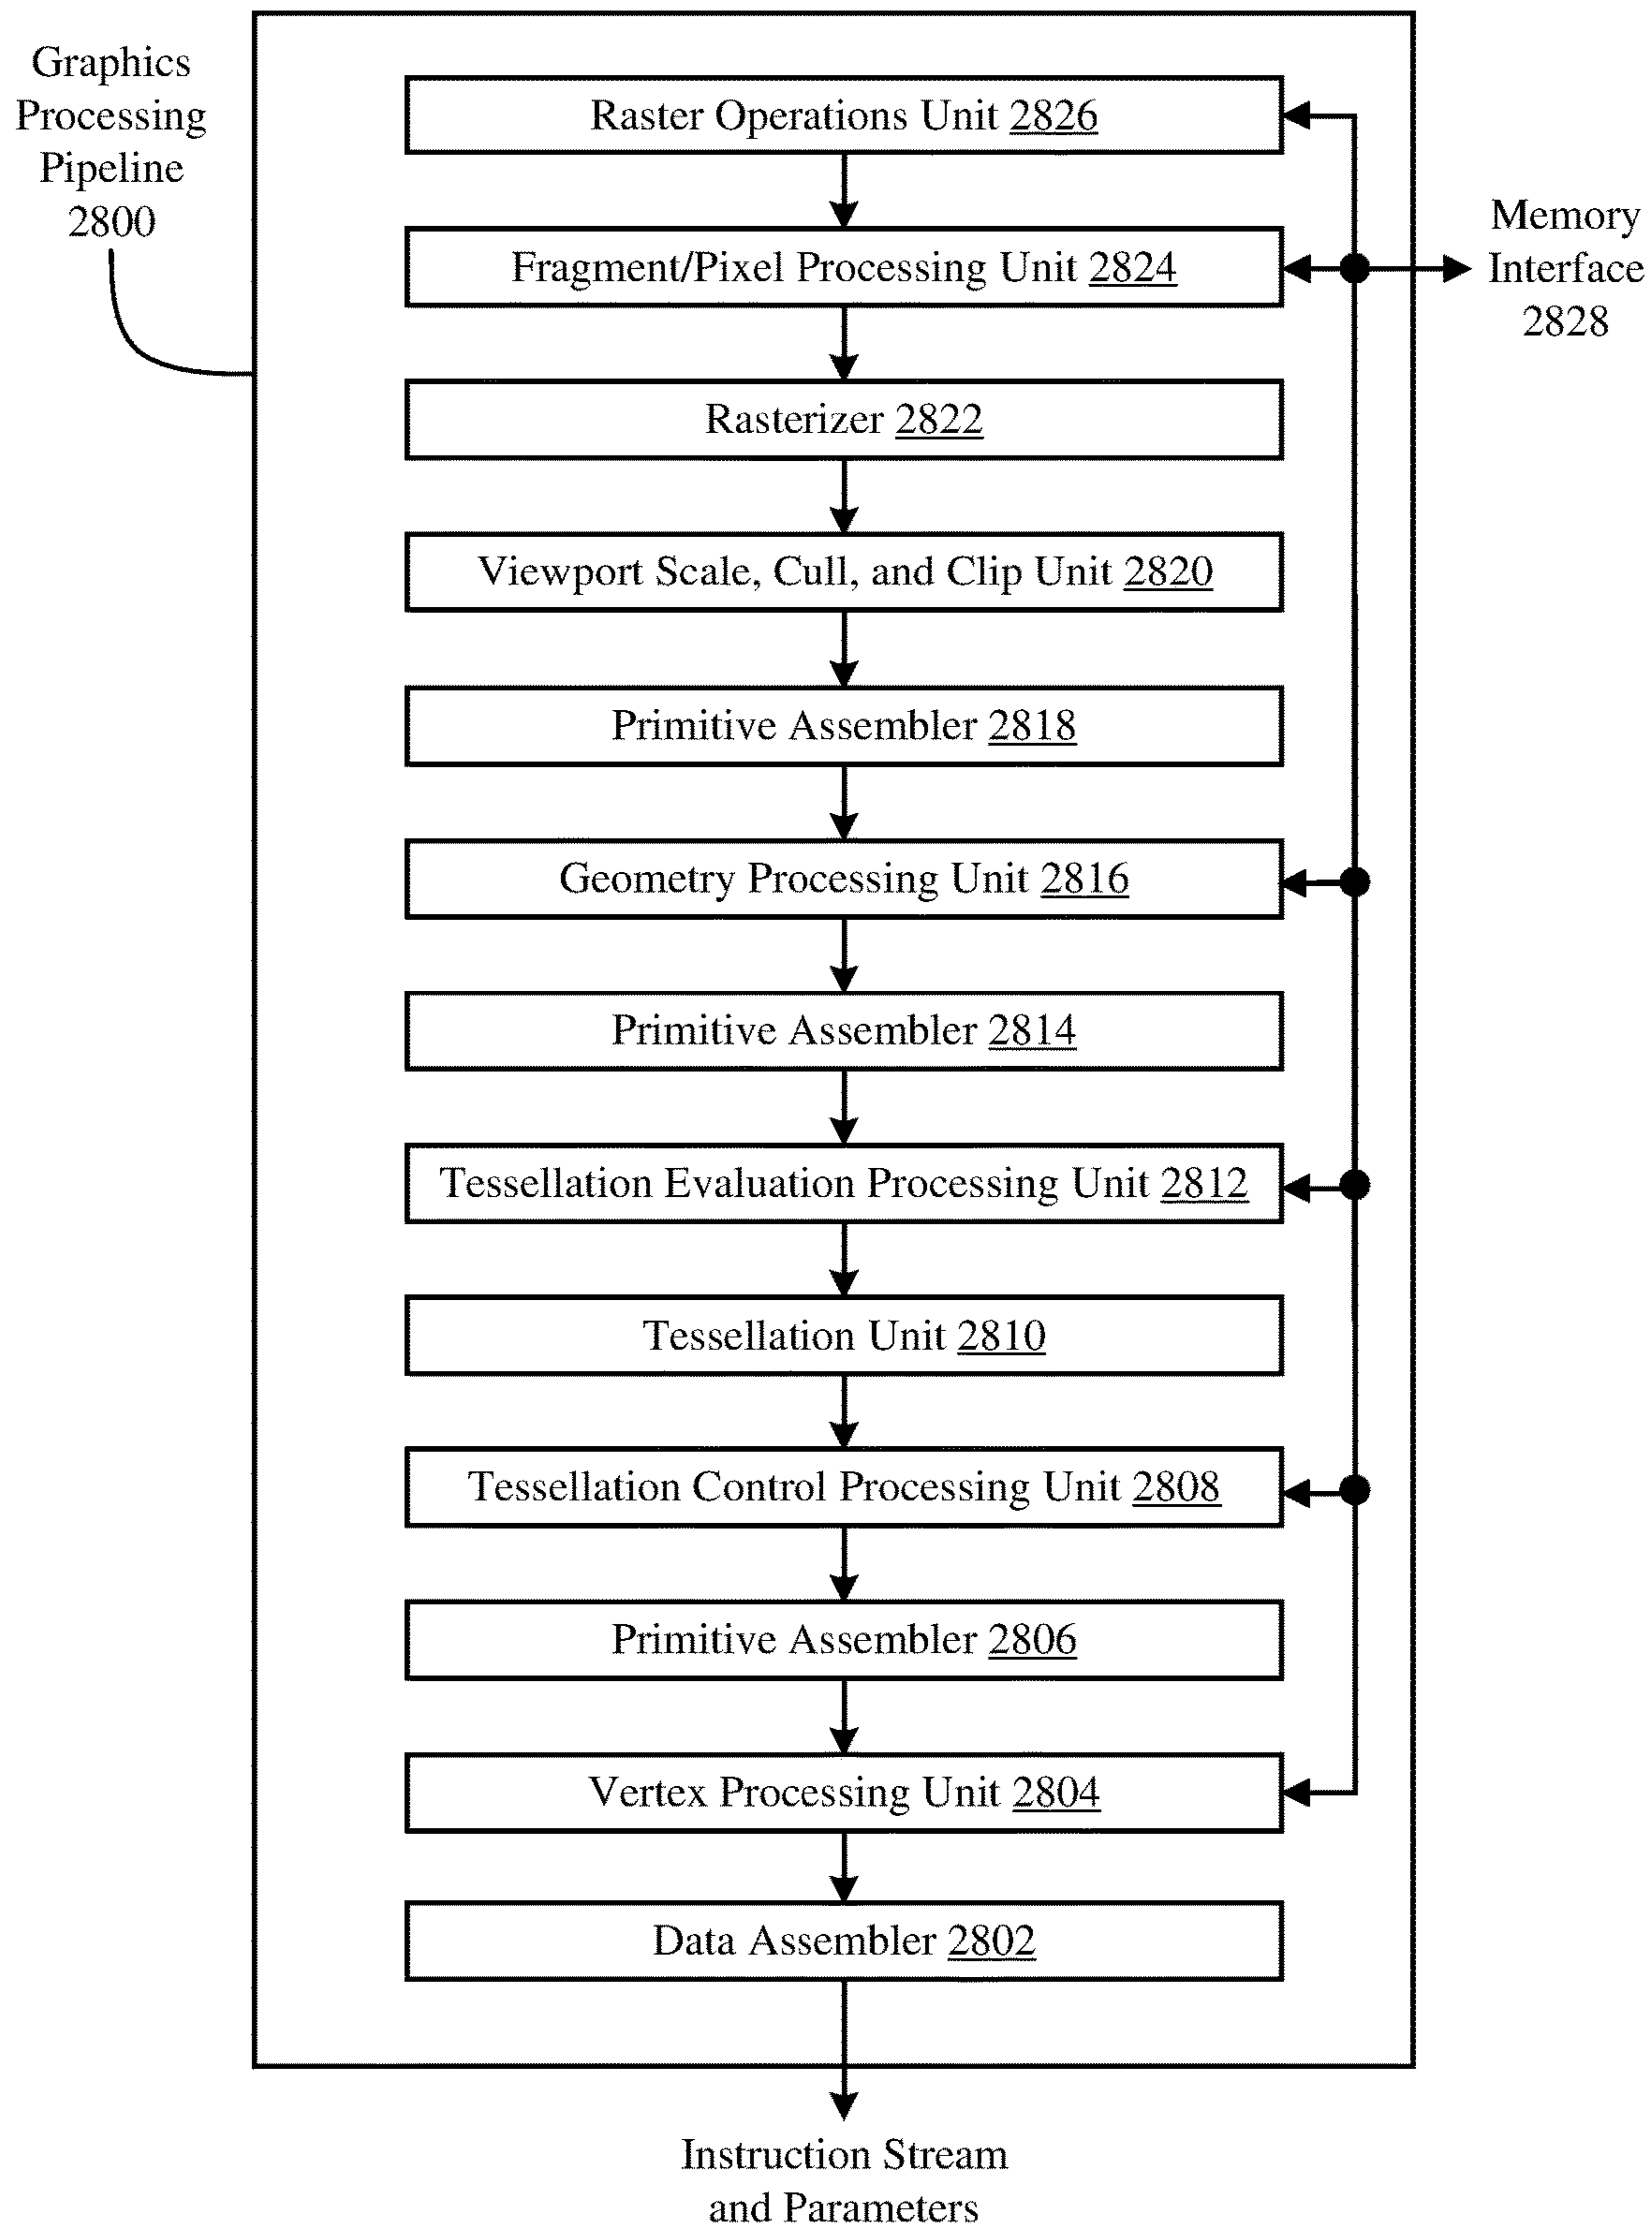 Graphics
Processing
Pipeline
2800
Raster Operations Unit 2826
Fragment/Pixel Processing Unit 2824
Memory
Interface
2828
Rasterizer 2822
Viewport Scale, Cull, and Clip Unit 2820
Primitive Assembler 2818
Geometry Processing Unit 2816
Primitive Assembler 2814
Tessellation Evaluation Processing Unit 2812
Tessellation Unit 2810
Tessellation Control Processing Unit 2808
Primitive Assembler 2806
Vertex Processing Unit 2804
Data Assembler 2802
Instruction Stream
and Parameters